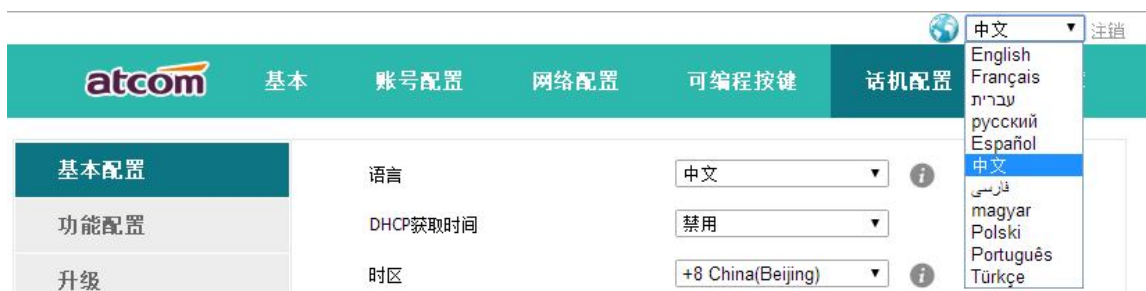 中文 注销
English
Français
עברית
русский
Español
中文
فارسی
magyar
Polski
Português
Türkçe
atcom 基本 账号配置 网络配置 可编程按键 话机配置
基本配置
功能配置
升级
语言 中文
DHCP获取时间 禁用
时区 +8 China(Beijing)